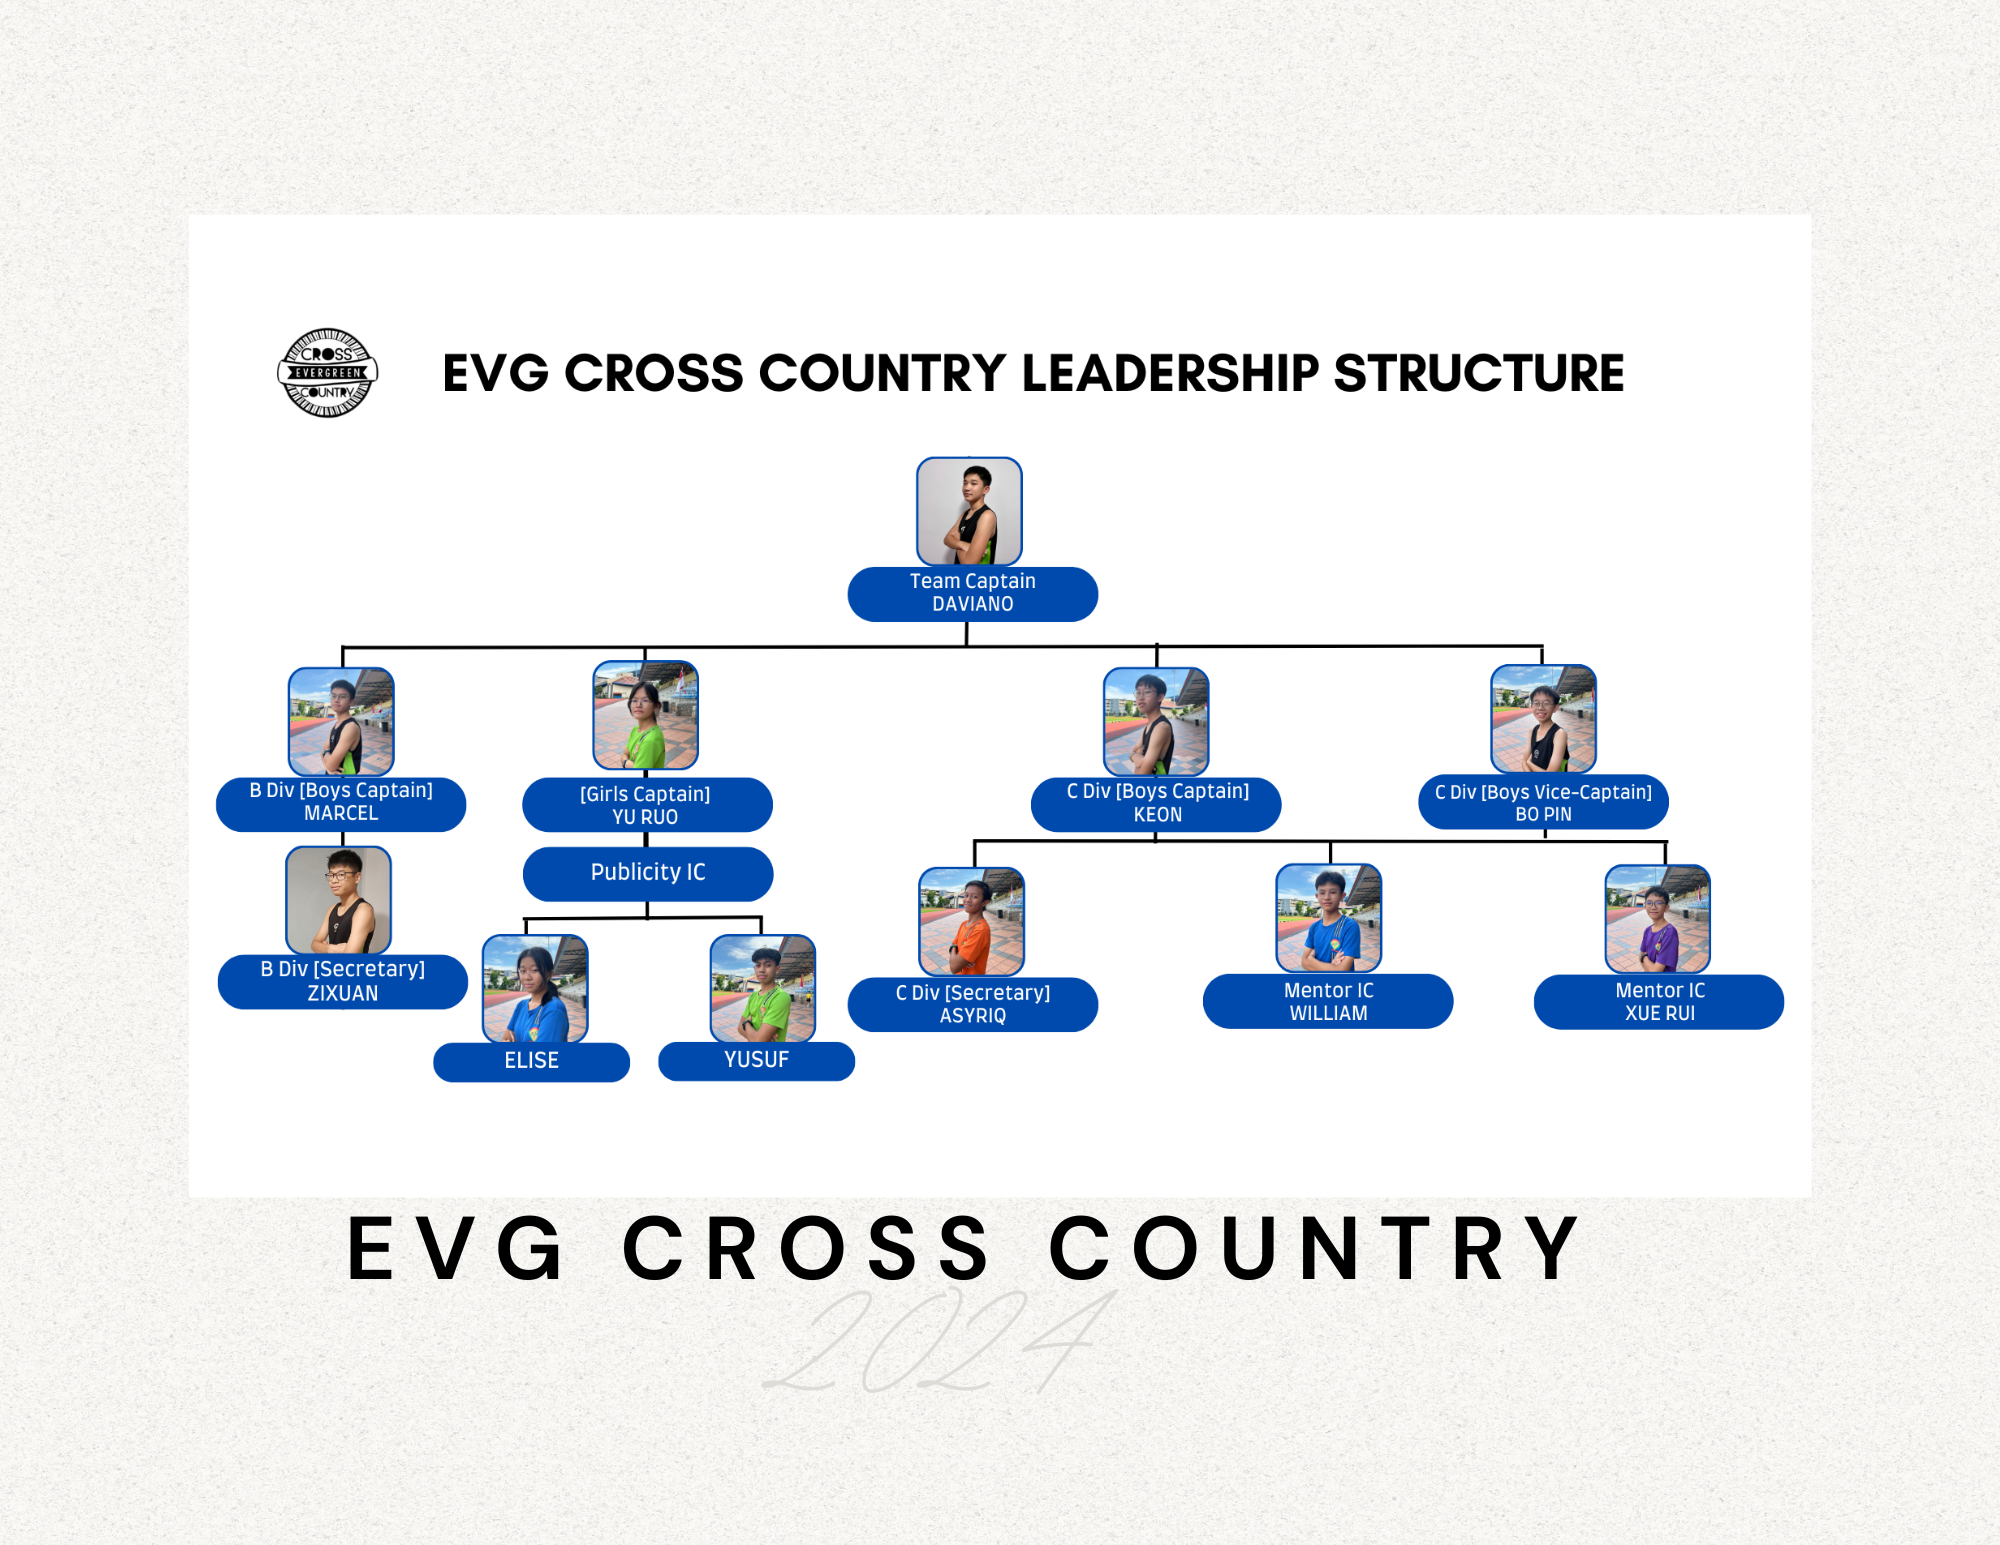 CROSS
EVERGREEN
COUNTRY
EVG CROSS COUNTRY LEADERSHIP STRUCTURE
Team Captain
DAVIANO
B Div [Boys Captain]
MARCEL
[Girls Captain]
YU RUO
C Div [Boys Captain]
KEON
C Div [Boys Vice-Captain]
BO PIN
Publicity IC
B Div [Secretary]
ZIXUAN
ELISE
YUSUF
C Div [Secretary]
ASYRIQ
Mentor IC
WILLIAM
Mentor IC
XUE RUI
EVG CROSS COUNTRY
2024